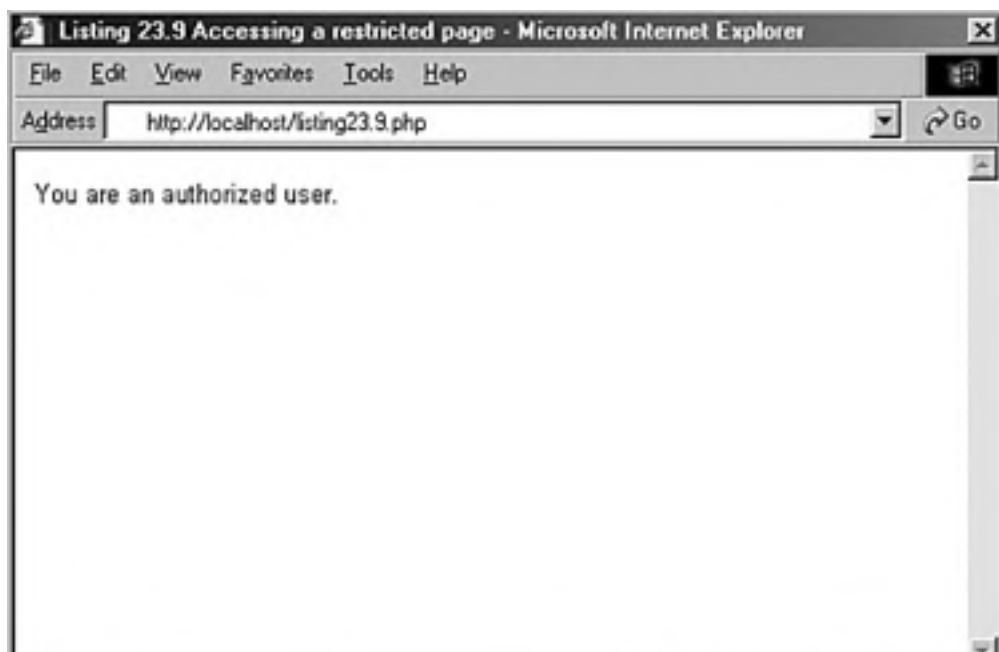 Listing 23.9 Accessing a restricted page - Microsoft Internet Explorer
File Edit View Favorites Tools Help
Address http://localhost/listing23.9.php Go
You are an authorized user.